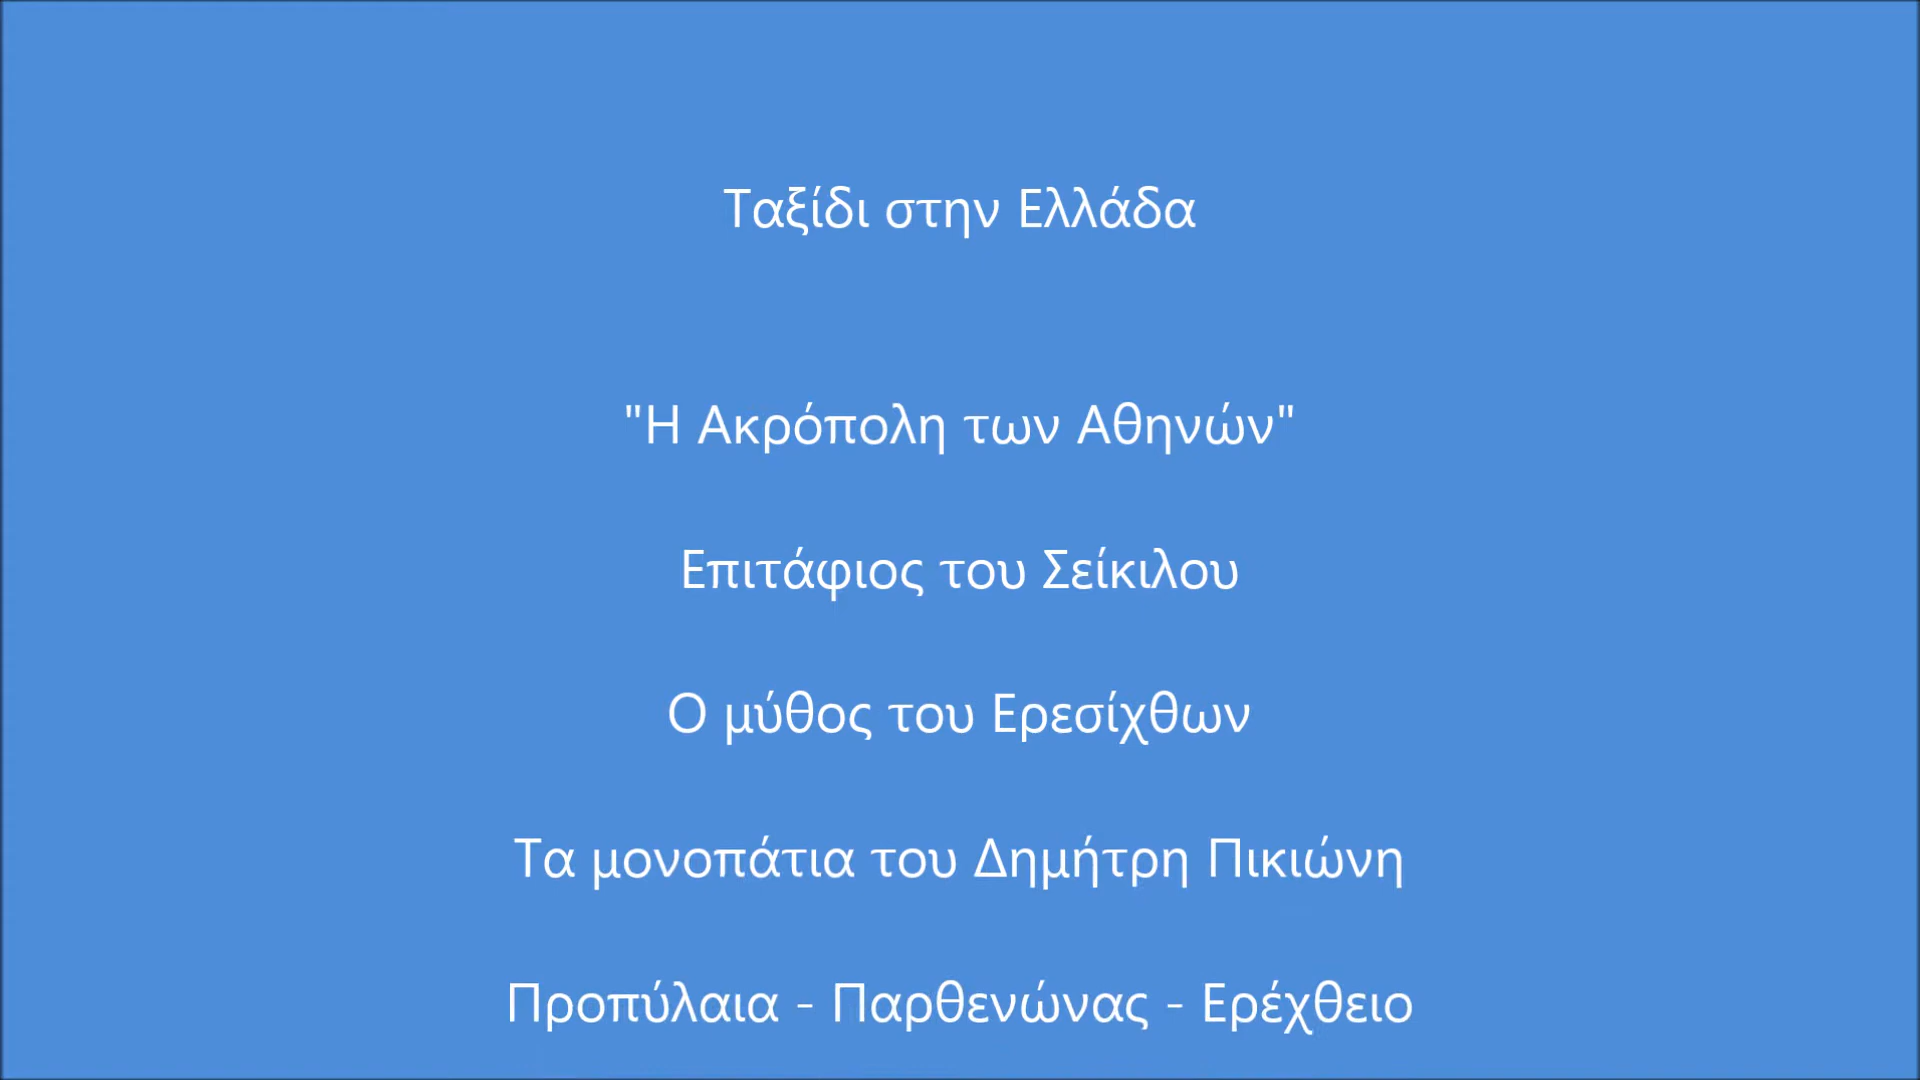 Ταξίδι στην Ελλάδα
"Η Ακρόπολη των Αθηνών"
Επιτάφιος του Σείκιλου
Ο μύθος του Ερεσίχθων
Τα μονοπάτια του Δημήτρη Πικιώνη
Προπύλαια - Παρθενώνας - Ερέχθειο